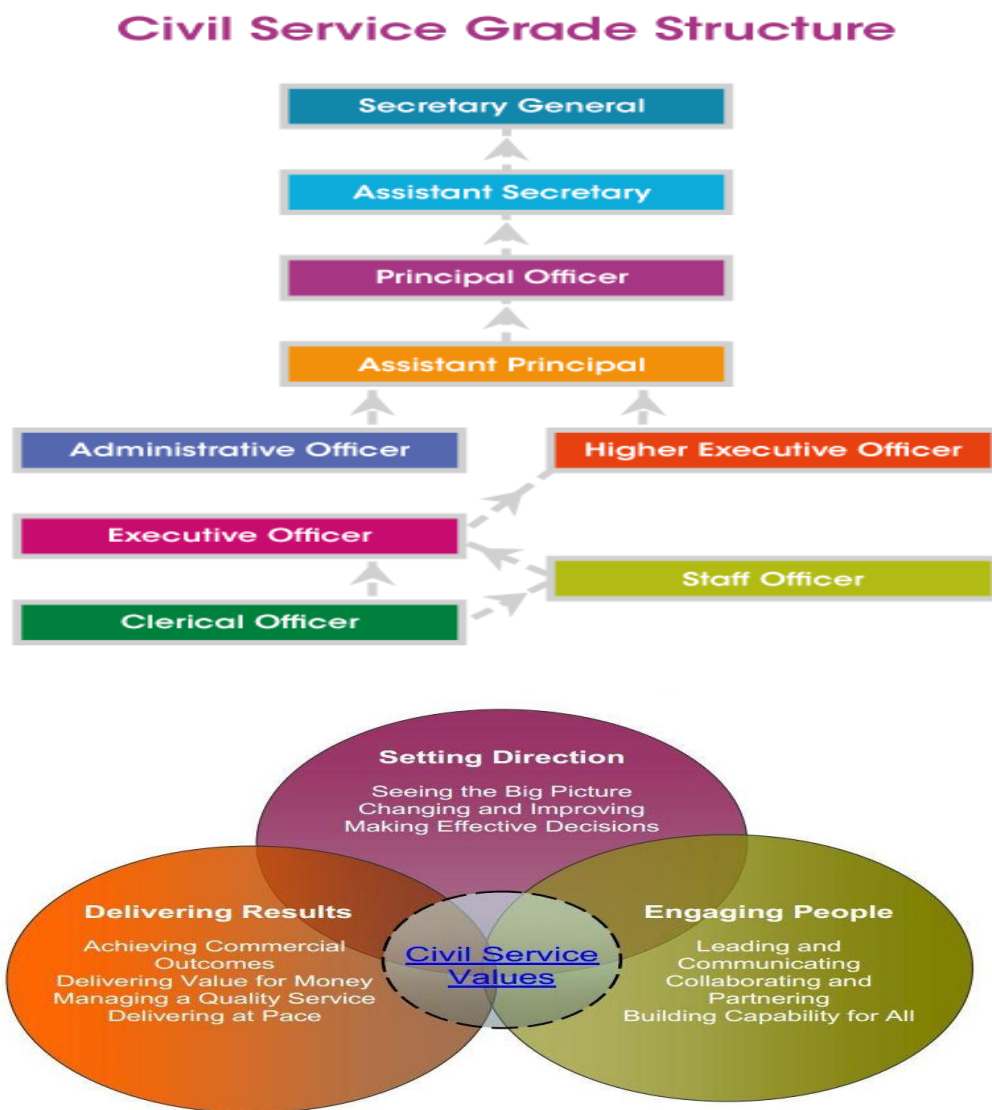 Civil Service Grade Structure
Secretary General
Assistant Secretary
Principal Officer
Assistant Principal
Administrative Officer
Higher Executive Officer
Executive Officer
Staff Officer
Clerical Officer
Setting Direction
Seeing the Big Picture
Changing and Improving
Making Effective Decisions
Delivering Results
Achieving Commercial
Outcomes
Delivering Value for Money
Managing a Quality Service
Delivering at Pace
Civil Service
Values
Engaging People
Leading and
Communicating
Collaborating and
Partnering
Building Capability for All